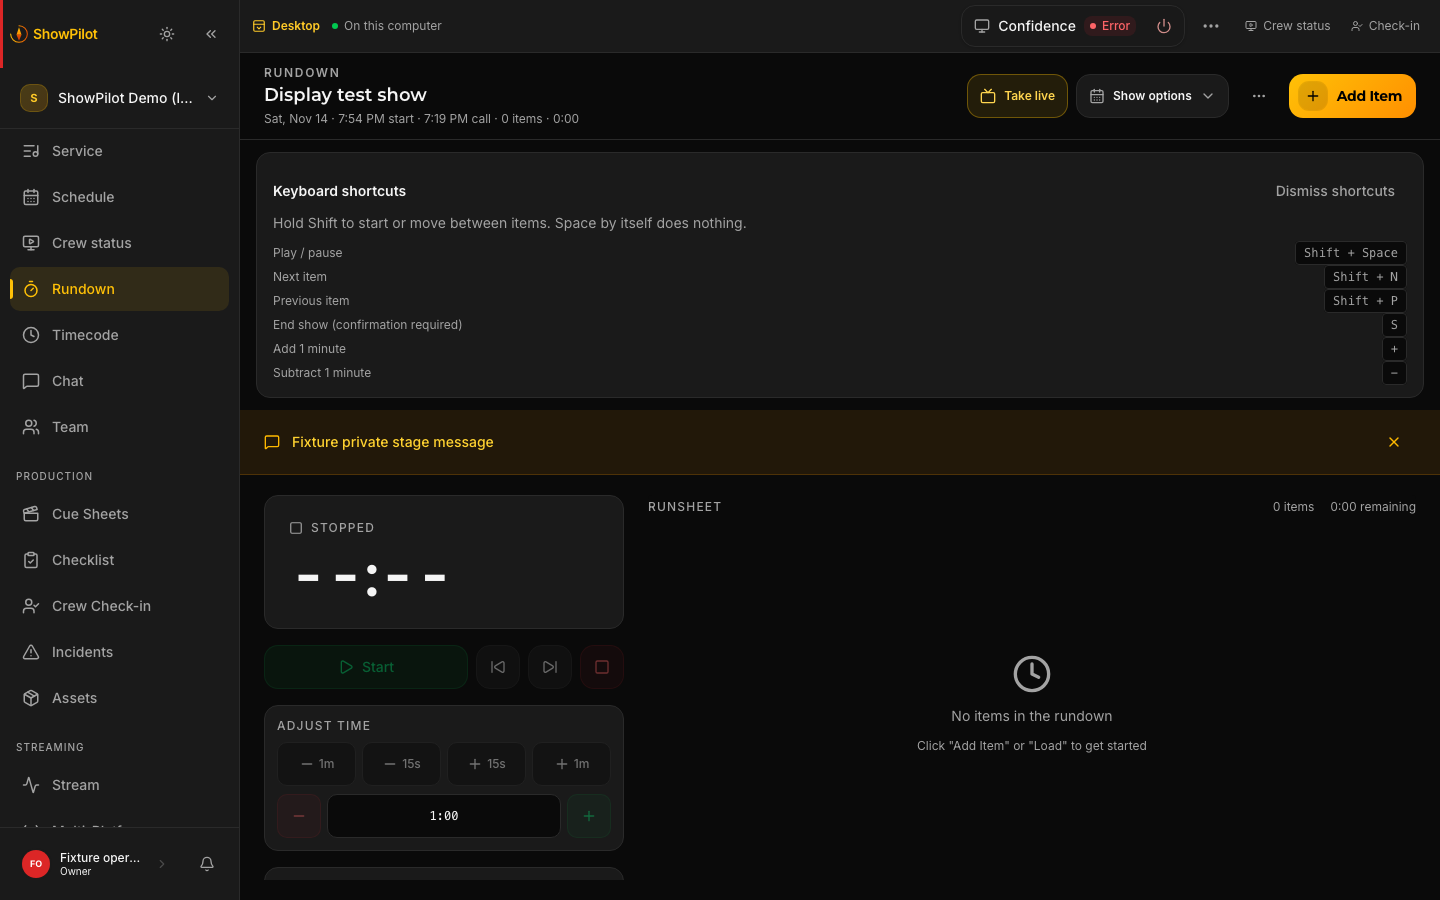 ShowPilot
S
ShowPilot Demo (I...
Service
Schedule
Crew status
Rundown
Timecode
Chat
Team
PRODUCTION
Cue Sheets
Checklist
Crew Check-in
Incidents
Assets
STREAMING
Stream
FO
Fixture oper...
Owner
Desktop
On this computer
Confidence
Error
Crew status
Check-in
RUNDOWN
Display test show
Sat, Nov 14 · 7:54 PM start · 7:19 PM call · 0 items · 0:00
Take live
Show options
Add Item
Keyboard shortcuts
Dismiss shortcuts
Hold Shift to start or move between items. Space by itself does nothing.
Play / pause
Shift + Space
Next item
Shift + N
Previous item
Shift + P
End show (confirmation required)
S
Add 1 minute
+
Subtract 1 minute
−
Fixture private stage message
STOPPED
--:--
Start
ADJUST TIME
− 1m
− 15s
+ 15s
+ 1m
1:00
RUNSHEET
0 items
0:00 remaining
No items in the rundown
Click "Add Item" or "Load" to get started